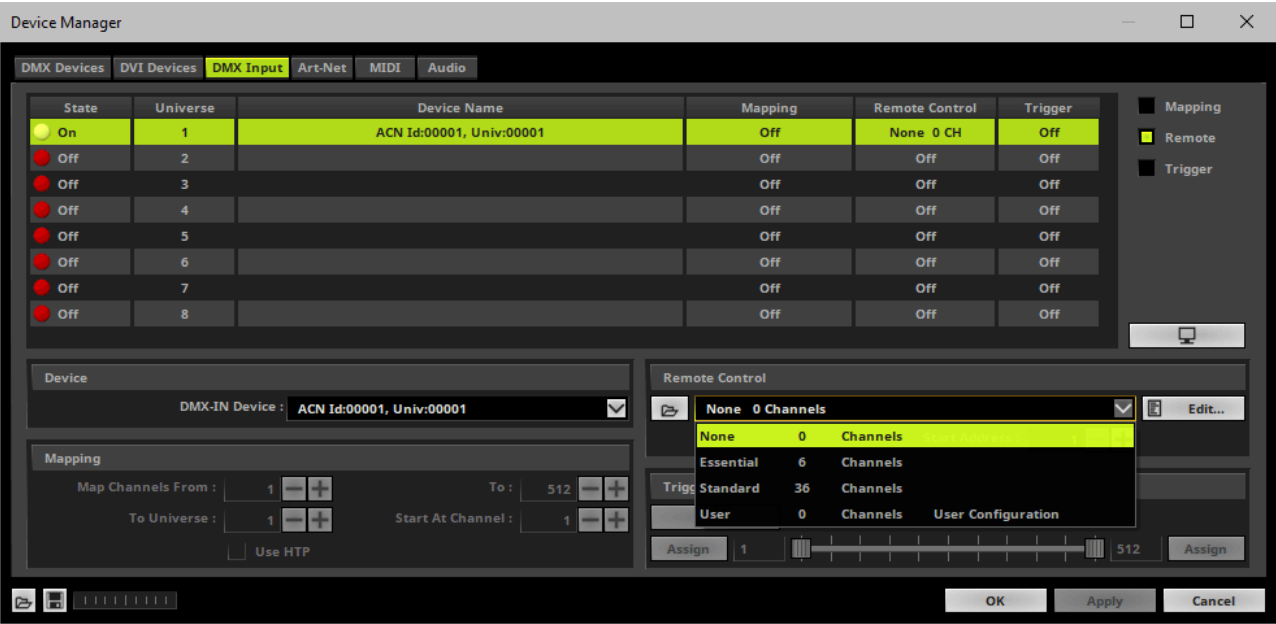 Device Manager
DMX Devices DVI Devices DMX Input Art-Net MIDI Audio
State Universe Device Name Mapping Remote Control Trigger
On 1 ACN Id:00001, Univ:00001 Off None 0 CH Off
Off 2 Off Off Off
Off 3 Off Off Off
Off 4 Off Off Off
Off 5 Off Off Off
Off 6 Off Off Off
Off 7 Off Off Off
Off 8 Off Off Off
Mapping
Remote
Trigger
Device
DMX-IN Device : ACN Id:00001, Univ:00001
Remote Control
None 0 Channels Edit...
None 0 Channels
Essential 6 Channels
Standard 36 Channels
User 0 Channels User Configuration
Mapping
Map Channels From : 1 To : 512
To Universe : 1 Start At Channel : 1
Use HTP
Assign 1 512 Assign
OK Apply Cancel